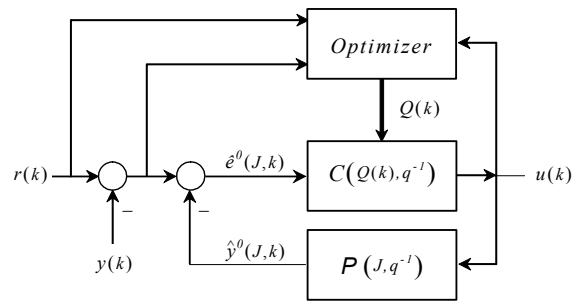 Optimizer
Q(k)
r(k)
ê⁰(J,k)
C(Q(k),q⁻¹)
u(k)
−
−
y(k)
ŷ⁰(J,k)
P(J,q⁻¹)